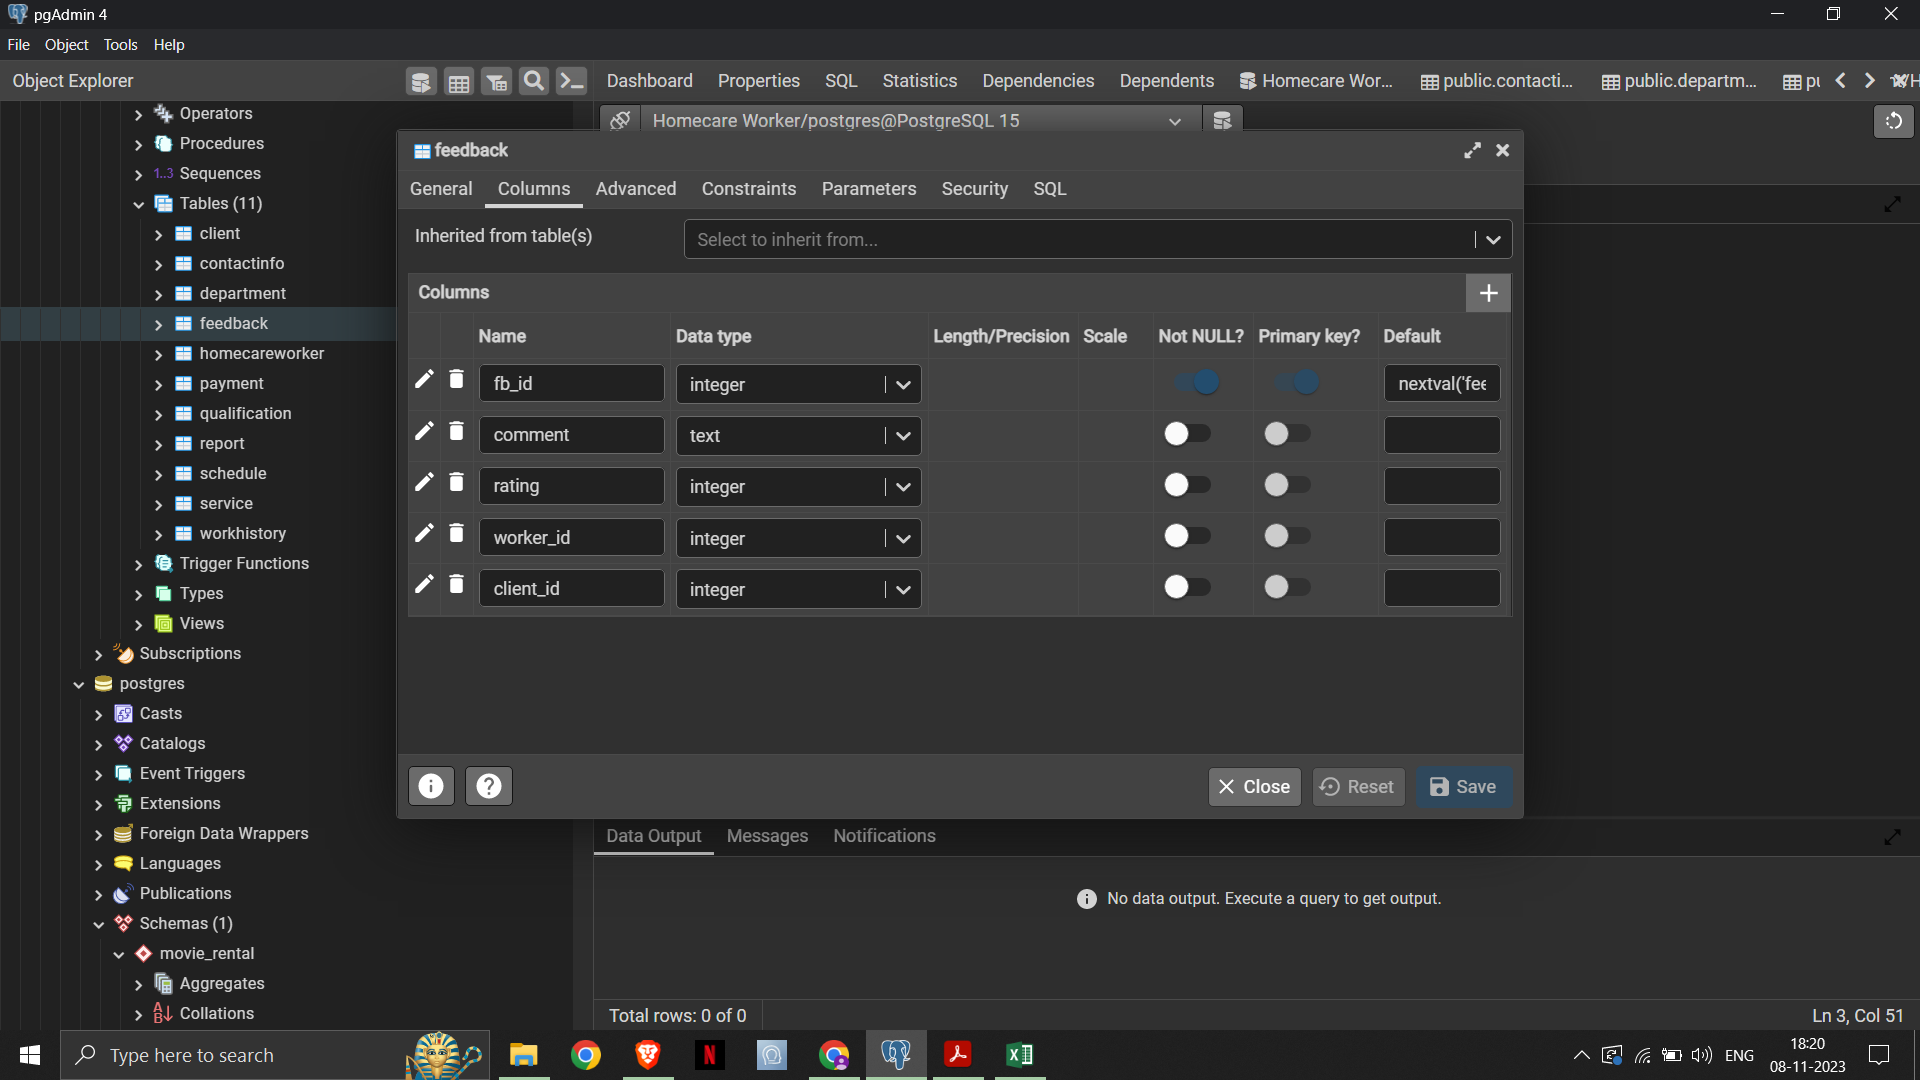 pgAdmin 4
File Object Tools Help
Object Explorer
Dashboard Properties SQL Statistics Dependencies Dependents Homecare Wor... public.contacti... public.departm...
Homecare Worker/postgres@PostgreSQL 15
Operators
Procedures
1..3 Sequences
Tables (11)
client
contactinfo
department
feedback
homecareworker
payment
qualification
report
schedule
service
workhistory
Trigger Functions
Types
Views
Subscriptions
postgres
Casts
Catalogs
Event Triggers
Extensions
Foreign Data Wrappers
Languages
Publications
Schemas (1)
movie_rental
Aggregates
Collations
feedback
General Columns Advanced Constraints Parameters Security SQL
Inherited from table(s) Select to inherit from...
Columns
Name Data type Length/Precision Scale Not NULL? Primary key? Default
fb_id integer nextval('fee
comment text
rating integer
worker_id integer
client_id integer
Close Reset Save
Data Output Messages Notifications
No data output. Execute a query to get output.
Total rows: 0 of 0
Ln 3, Col 51
Type here to search
ENG
18:20
08-11-2023